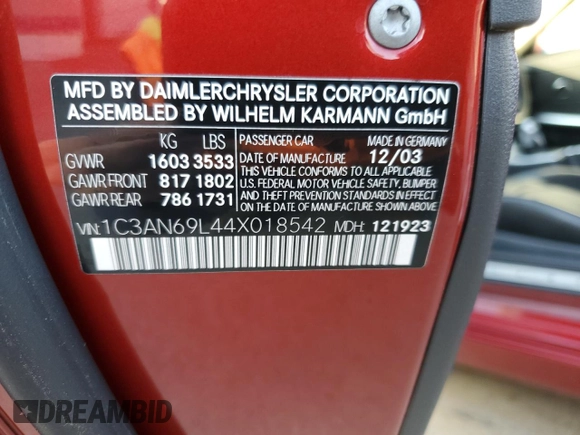 MFD BY DAIMLERCHRYSLER CORPORATION
ASSEMBLED BY WILHELM KARMANN GmbH
KG LBS
GVWR 1603 3533
GAWR FRONT 817 1802
GAWR REAR 786 1731
PASSENGER CAR MADE IN GERMANY
DATE OF MANUFACTURE 12/03
THIS VEHICLE CONFORMS TO ALL APPLICABLE
U.S. FEDERAL MOTOR VEHICLE SAFETY, BUMPER
AND THEFT PREVENTION STANDARDS IN
EFFECT ON THE DATE OF MANUFACTURE
SHOWN ABOVE.
VIN: 1C3AN69L44X018542 MDH: 121923
DREAMBID